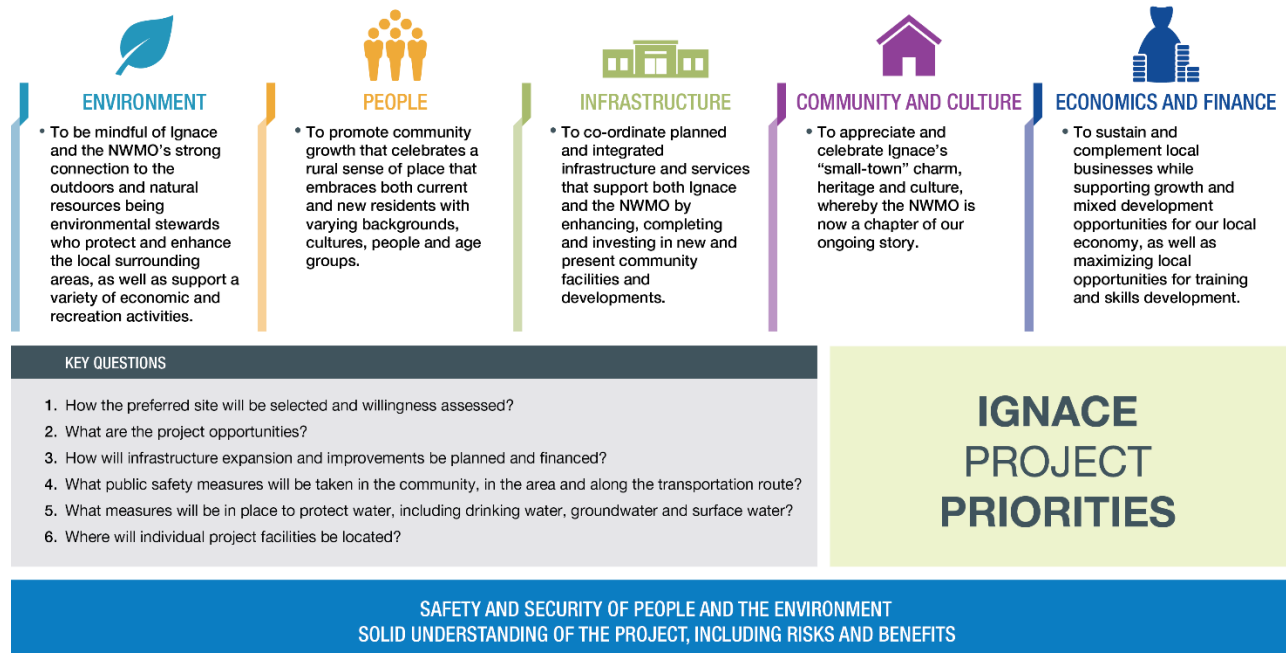 ENVIRONMENT
• To be mindful of Ignace
and the NWMO's strong
connection to the
outdoors and natural
resources being
environmental stewards
who protect and enhance
the local surrounding
areas, as well as support a
variety of economic and
recreation activities.
PEOPLE
• To promote community
growth that celebrates a
rural sense of place that
embraces both current
and new residents with
varying backgrounds,
cultures, people and age
groups.
INFRASTRUCTURE
• To co-ordinate planned
and integrated
infrastructure and services
that support both Ignace
and the NWMO by
enhancing, completing
and investing in new and
present community
facilities and
developments.
COMMUNITY AND CULTURE
• To appreciate and
celebrate Ignace's
“small-town” charm,
heritage and culture,
whereby the NWMO is
now a chapter of our
ongoing story.
ECONOMICS AND FINANCE
• To sustain and
complement local
businesses while
supporting growth and
mixed development
opportunities for our local
economy, as well as
maximizing local
opportunities for training
and skills development.
KEY QUESTIONS
1. How the preferred site will be selected and willingness assessed?
2. What are the project opportunities?
3. How will infrastructure expansion and improvements be planned and financed?
4. What public safety measures will be taken in the community, in the area and along the transportation route?
5. What measures will be in place to protect water, including drinking water, groundwater and surface water?
6. Where will individual project facilities be located?
IGNACE
PROJECT
PRIORITIES
SAFETY AND SECURITY OF PEOPLE AND THE ENVIRONMENT
SOLID UNDERSTANDING OF THE PROJECT, INCLUDING RISKS AND BENEFITS